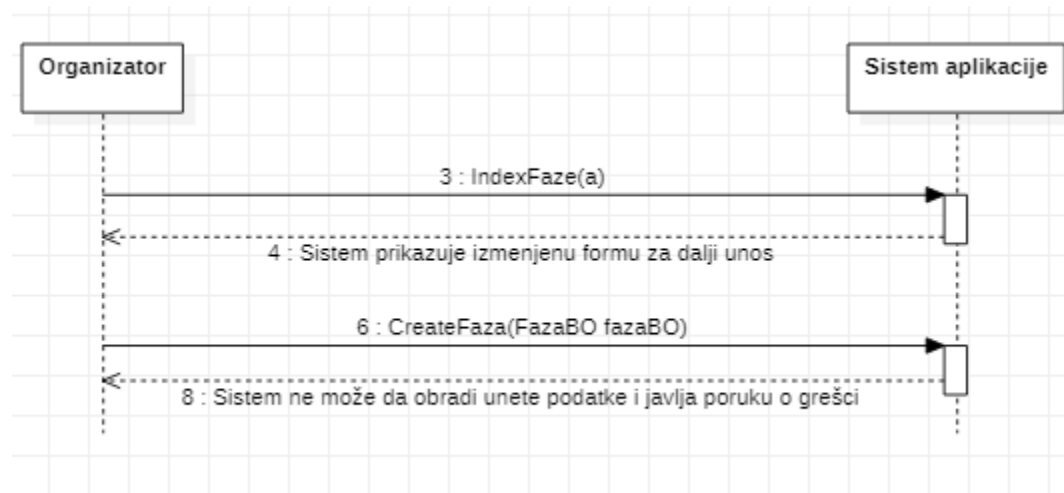 Organizator
Sistem aplikacije
3 : IndexFaze(a)
4 : Sistem prikazuje izmenjenu formu za dalji unos
6 : CreateFaza(FazaBO fazaBO)
8 : Sistem ne može da obradi unete podatke i javlja poruku o grešci